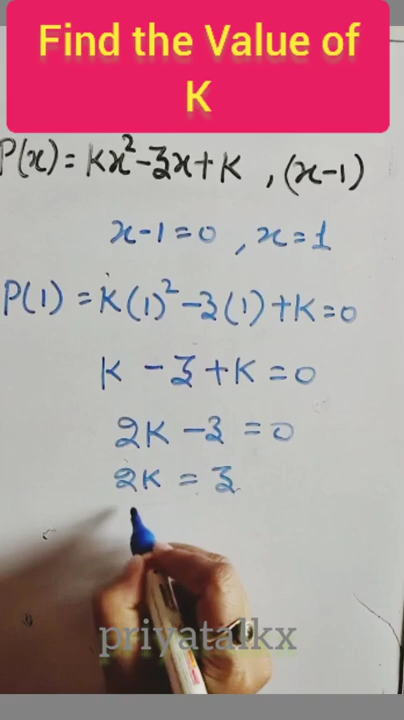 Find the Value of
K
P(x) = Kx² - 3x + K , (x-1)
x-1 = 0 , x = 1
P(1) = K(1)² - 3(1) + K = 0
K - 3 + K = 0
2K - 3 = 0
2K = 3
priyatalkx